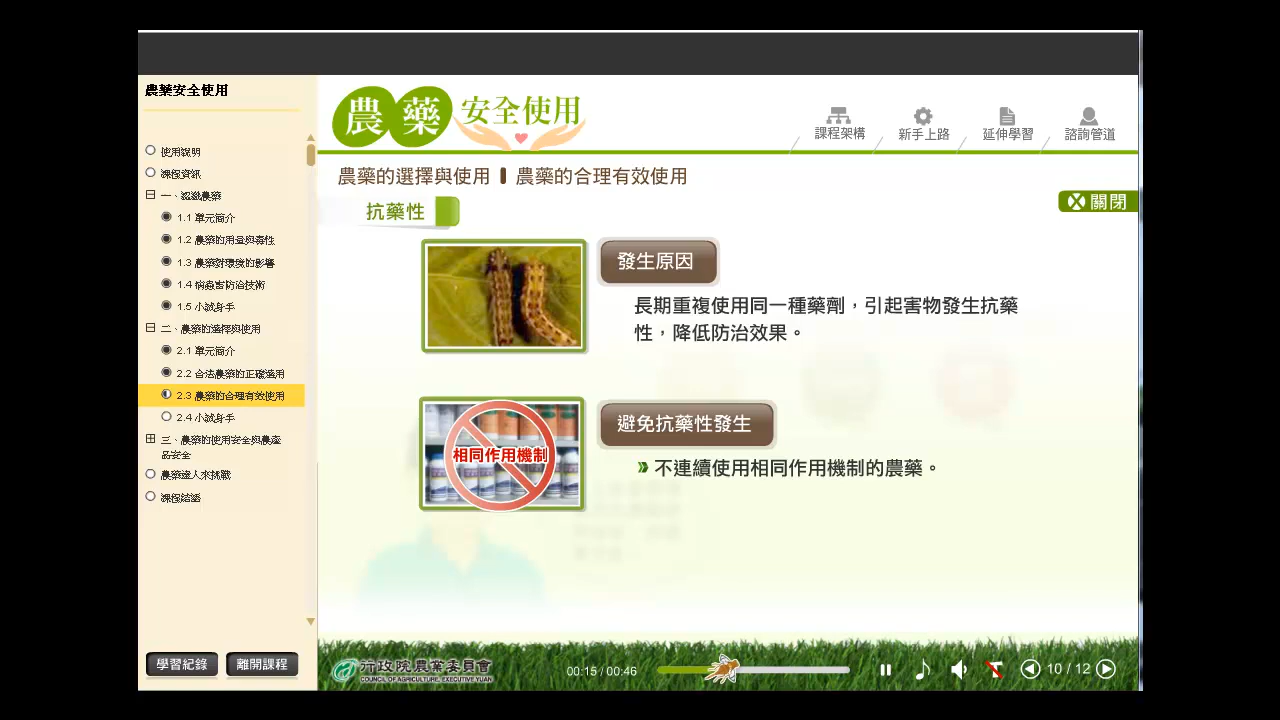 農藥安全使用
使用說明
課程資訊
一、認識農藥
1.1 單元簡介
1.2 農藥的用量與毒性
1.3 農藥對環境的影響
1.4 病蟲害防治技術
1.5 小試身手
二、農藥的選擇與使用
2.1 單元簡介
2.2 合法農藥的正確選用
2.3 農藥的合理有效使用
2.4 小試身手
三、農藥的使用安全與農產
品安全
農藥達人來挑戰
課程結語
學習紀錄
離開課程
農藥 安全使用
課程架構
新手上路
延伸學習
諮詢管道
農藥的選擇與使用 農藥的合理有效使用
關閉
抗藥性
發生原因
長期重複使用同一種藥劑，引起害物發生抗藥
性，降低防治效果。
相同作用機制
避免抗藥性發生
不連續使用相同作用機制的農藥。
行政院農業委員會
COUNCIL OF AGRICULTURE, EXECUTIVE YUAN
00:15 / 00:46
10 / 12